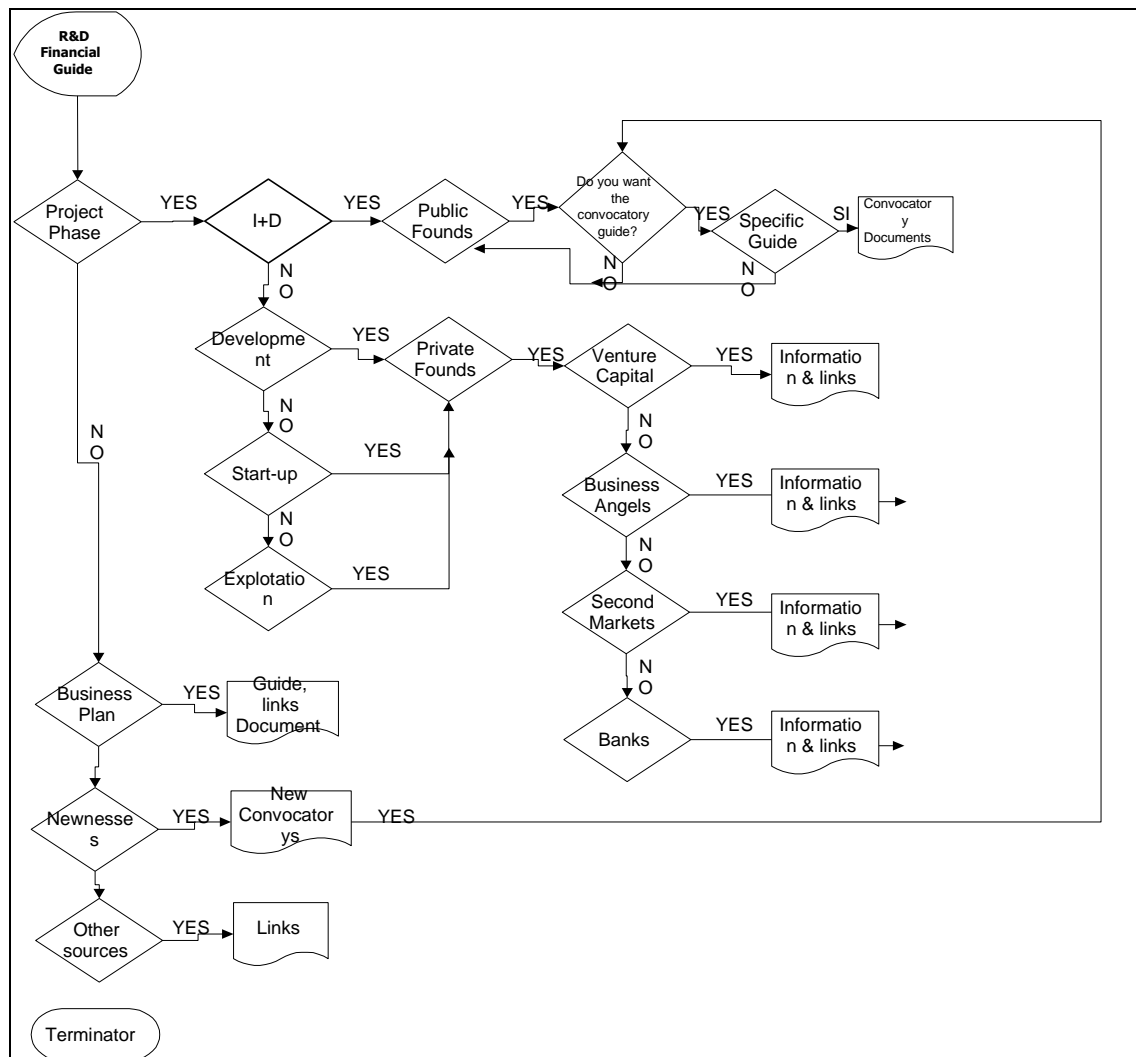 R&D
Financial
Guide
Project
Phase
YES
I+D
YES
Public
Founds
YES
Do you want
the
convocatory
guide?
YES
Specific
Guide
SI
Convocator
y
Documents
N
O
N
O
N
O
Developme
nt
YES
Private
Founds
YES
Venture
Capital
YES
Informatio
n & links
N
O
N
O
N
O
Start-up
YES
Business
Angels
YES
Informatio
n & links
N
O
N
O
Explotatio
n
YES
Second
Markets
YES
Informatio
n & links
N
O
Business
Plan
YES
Guide,
links
Document
Banks
YES
Informatio
n & links
Newnesse
s
YES
New
Convocator
ys
YES
Other
sources
YES
Links
Terminator